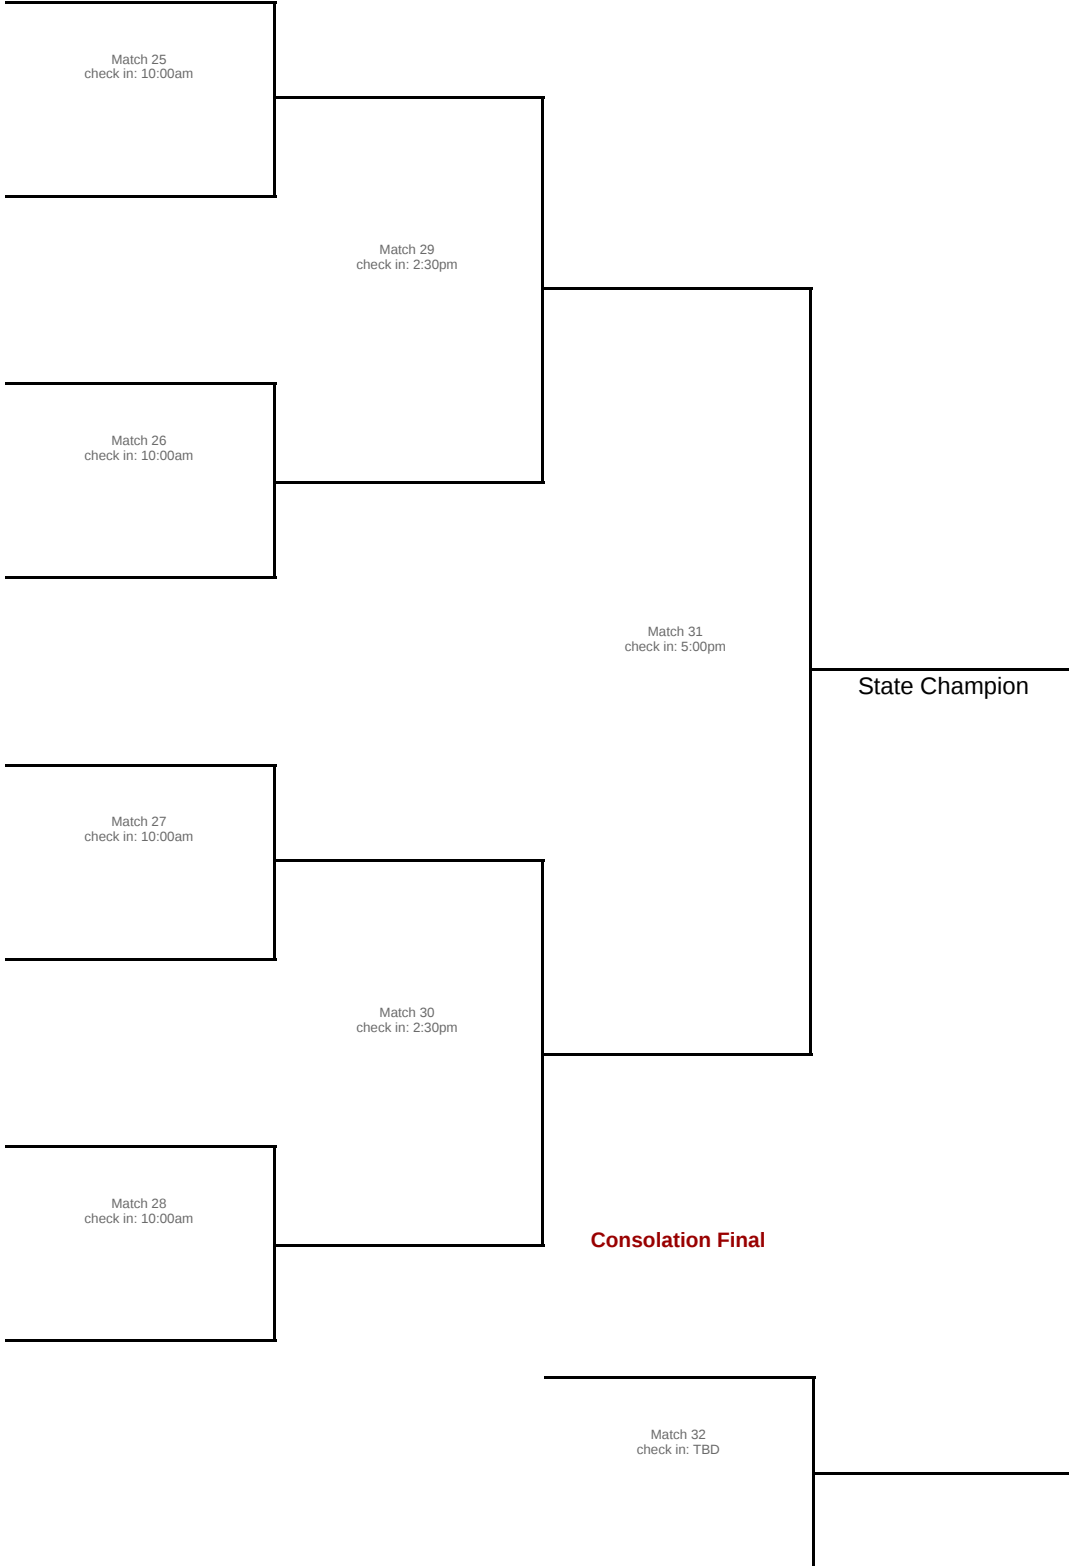 Match 25
check in: 10:00am
Match 29
check in: 2:30pm
Match 26
check in: 10:00am
Match 31
check in: 5:00pm
State Champion
Match 27
check in: 10:00am
Match 30
check in: 2:30pm
Match 28
check in: 10:00am
Consolation Final
Match 32
check in: TBD